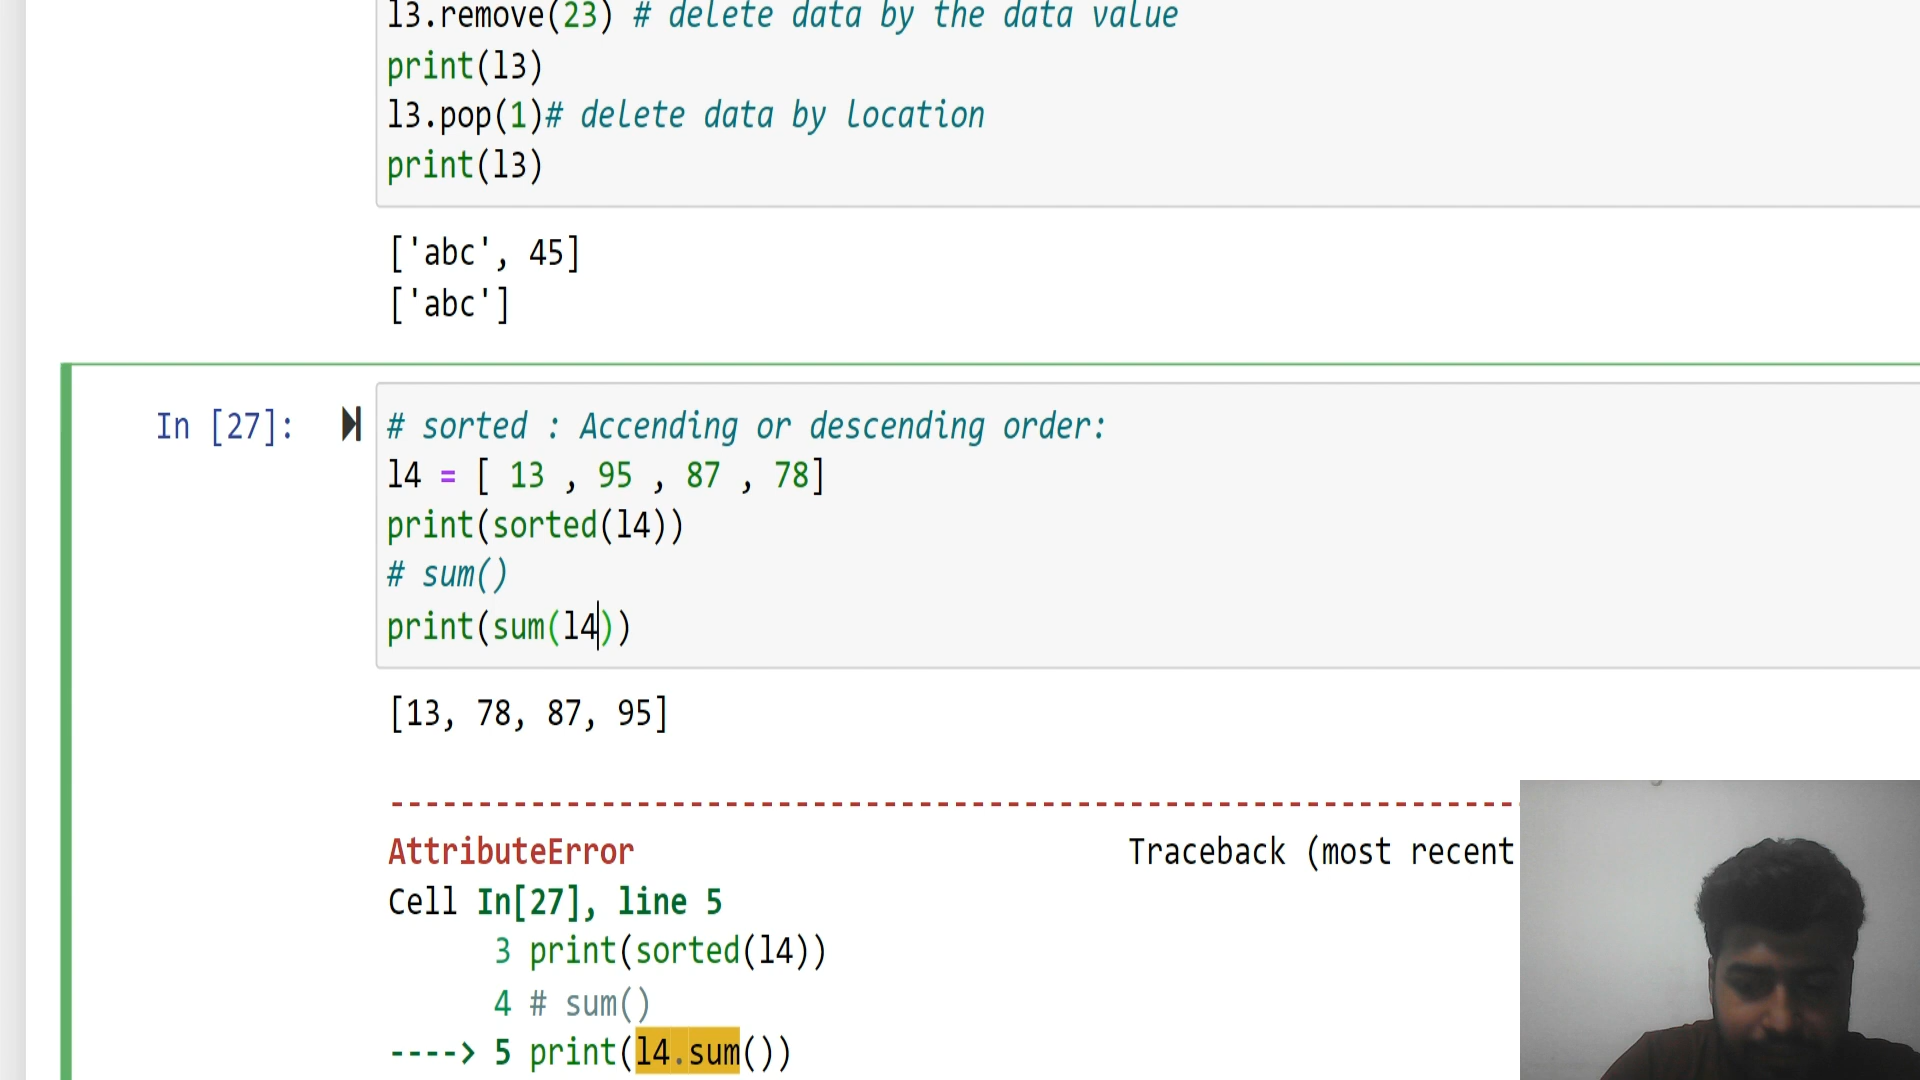 l3.remove(23) # delete data by the data value
print(l3)
l3.pop(1)# delete data by location
print(l3)
['abc', 45]
['abc']
In [27]:
# sorted : Accending or descending order:
l4 = [ 13 , 95 , 87 , 78]
print(sorted(l4))
# sum()
print(sum(l4))
[13, 78, 87, 95]
---------------------------------------------------------------
AttributeError Traceback (most recent
Cell In[27], line 5
3 print(sorted(l4))
4 # sum()
----> 5 print(l4.sum())